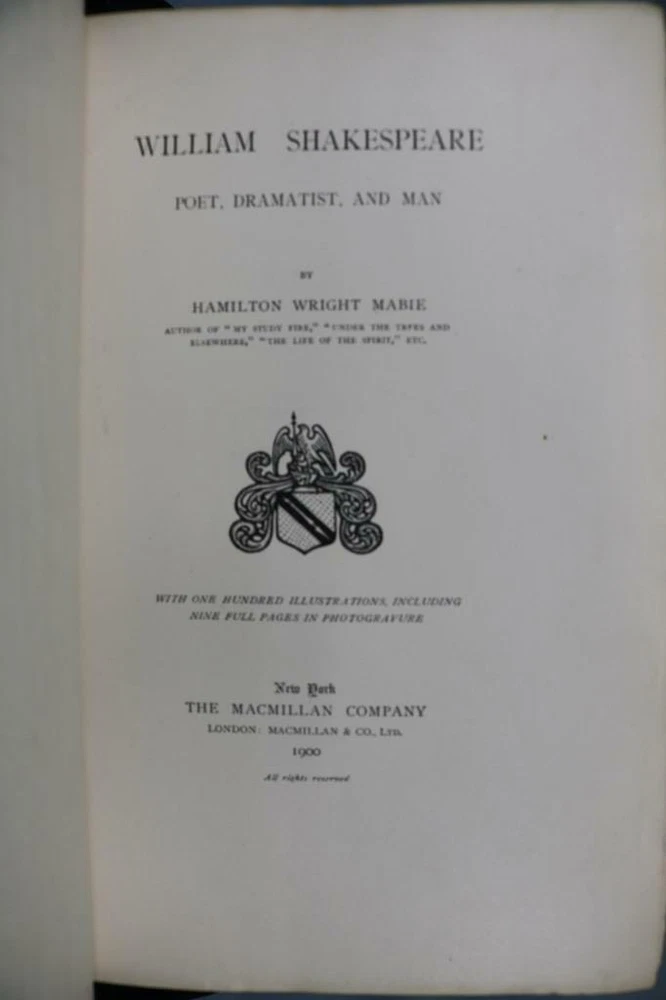 WILLIAM SHAKESPEARE
POET, DRAMATIST, AND MAN
BY
HAMILTON WRIGHT MABIE
AUTHOR OF "MY STUDY FIRE," "UNDER THE TREES AND
ELSEWHERE," "THE LIFE OF THE SPIRIT," ETC.
WITH ONE HUNDRED ILLUSTRATIONS, INCLUDING
NINE FULL PAGES IN PHOTOGRAVURE
New York
THE MACMILLAN COMPANY
LONDON: MACMILLAN & CO., LTD.
1900
All rights reserved